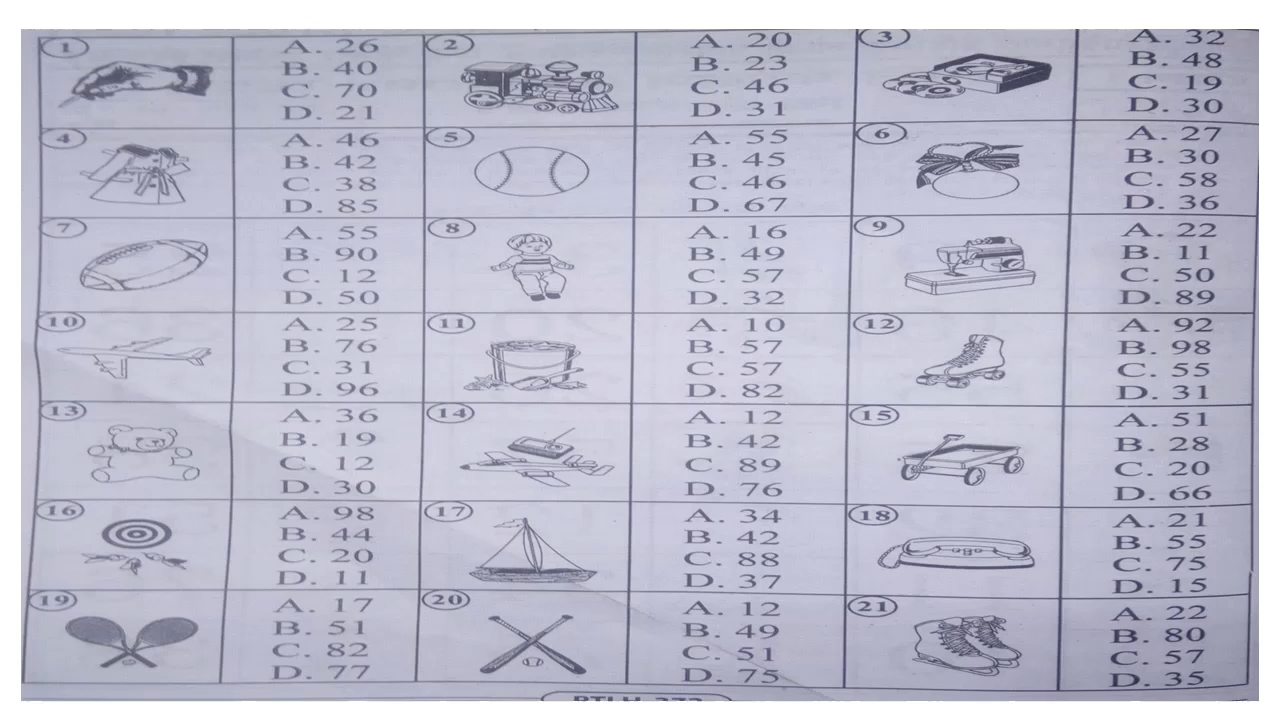 1
A. 26
B. 40
C. 70
D. 21
2
A. 20
B. 23
C. 46
D. 31
3
A. 32
B. 48
C. 19
D. 30
4
A. 46
B. 42
C. 38
D. 85
5
A. 55
B. 45
C. 46
D. 67
6
A. 27
B. 30
C. 58
D. 36
7
A. 55
B. 90
C. 12
D. 50
8
A. 16
B. 49
C. 57
D. 32
9
A. 22
B. 11
C. 50
D. 89
10
A. 25
B. 76
C. 31
D. 96
11
A. 10
B. 57
C. 57
D. 82
12
A. 92
B. 98
C. 55
D. 31
13
A. 36
B. 19
C. 12
D. 30
14
A. 12
B. 42
C. 89
D. 76
15
A. 51
B. 28
C. 20
D. 66
16
A. 98
B. 44
C. 20
D. 11
17
A. 34
B. 42
C. 88
D. 37
18
A. 21
B. 55
C. 75
D. 15
19
A. 17
B. 51
C. 82
D. 77
20
A. 12
B. 49
C. 51
D. 75
21
A. 22
B. 80
C. 57
D. 35